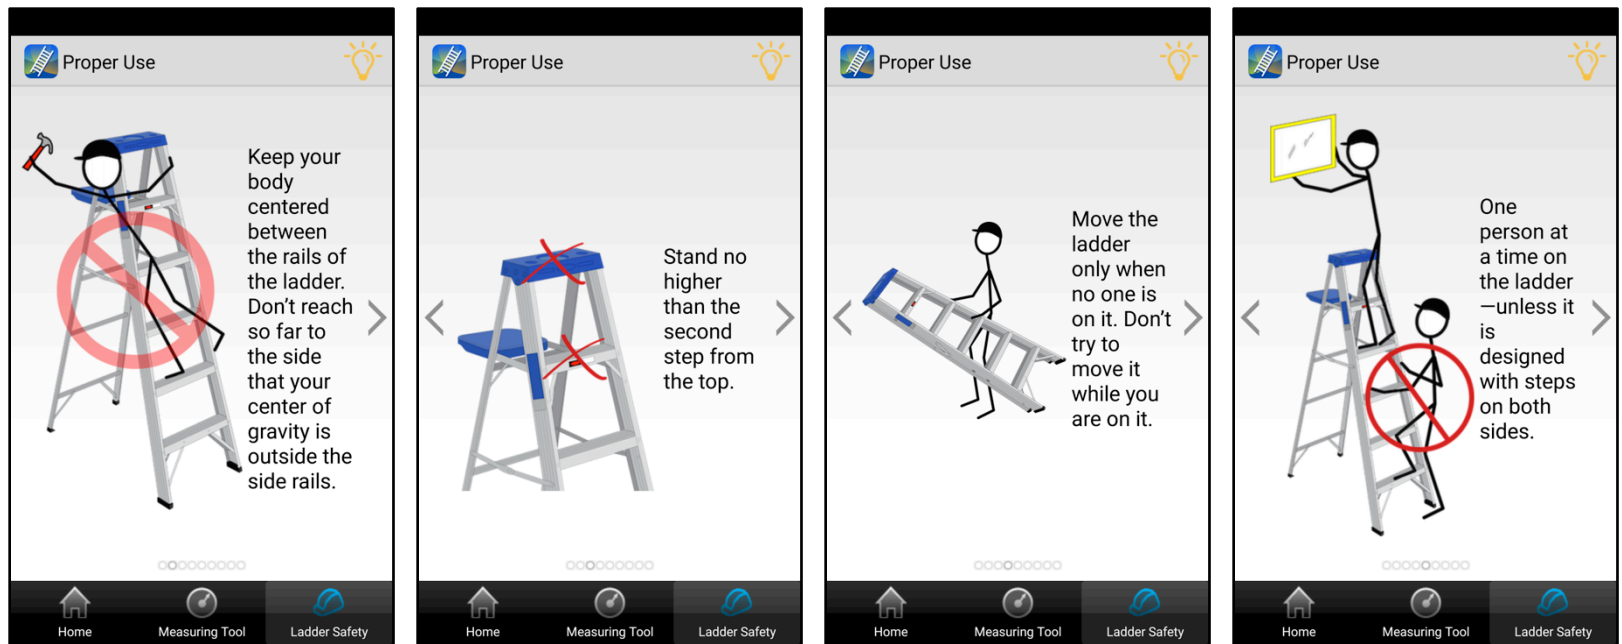 Proper Use
Keep your
body
centered
between
the rails of
the ladder.
Don't reach
so far to
the side
that your
center of
gravity is
outside the
side rails.
Home
Measuring Tool
Ladder Safety
Proper Use
Stand no
higher
than the
second
step from
the top.
Home
Measuring Tool
Ladder Safety
Proper Use
Move the
ladder
only when
no one is
on it. Don't
try to
move it
while you
are on it.
Home
Measuring Tool
Ladder Safety
Proper Use
One
person at
a time on
the ladder
—unless it
is
designed
with steps
on both
sides.
Home
Measuring Tool
Ladder Safety